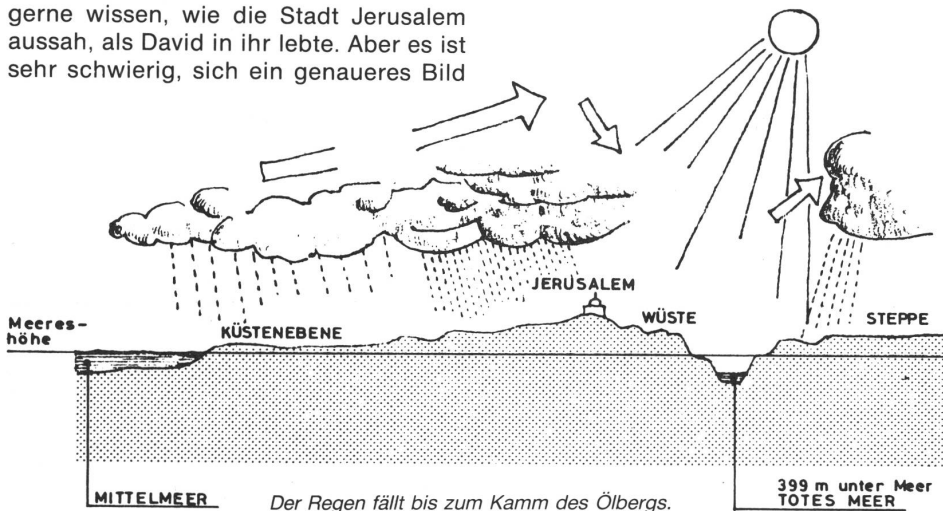 gerne wissen, wie die Stadt Jerusalem
aussah, als David in ihr lebte. Aber es ist
sehr schwierig, sich ein genaueres Bild
JERUSALEM
Meeres-
höhe
KÜSTENEBENE
WÜSTE
STEPPE
MITTELMEER
Der Regen fällt bis zum Kamm des Ölbergs.
399 m unter Meer
TOTES MEER